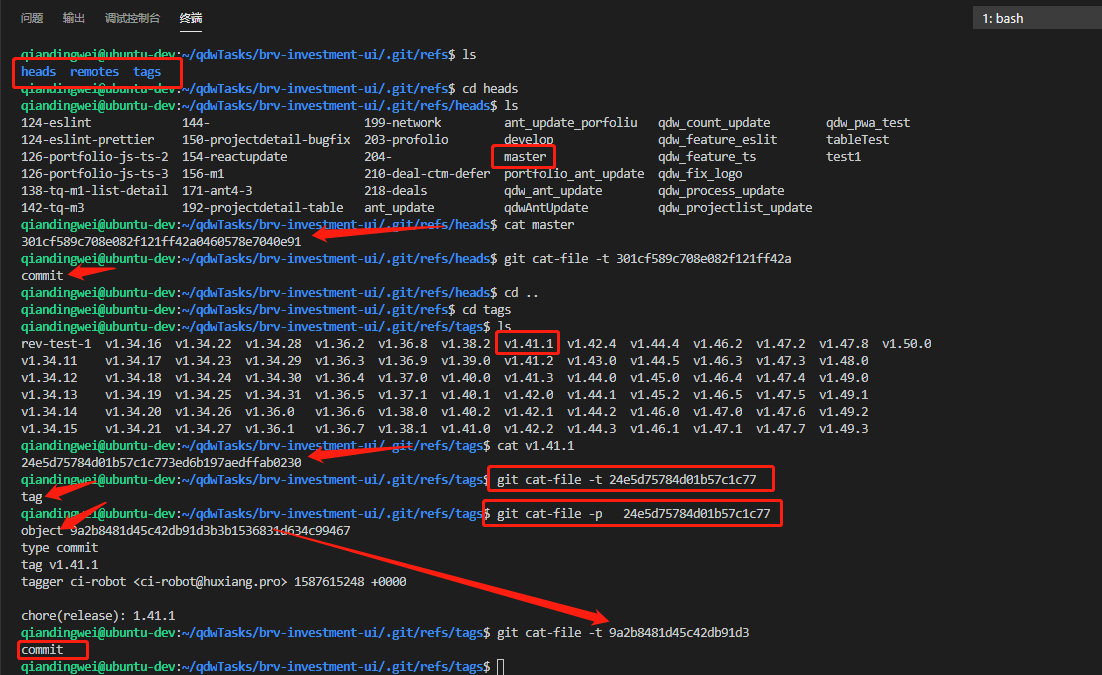 问题 输出 调试控制台 终端 1: bash
qiandingwei@ubuntu-dev:~/qdwTasks/brv-investment-ui/.git/refs$ ls
heads remotes tags
qiandingwei@ubuntu-dev:~/qdwTasks/brv-investment-ui/.git/refs$ cd heads
qiandingwei@ubuntu-dev:~/qdwTasks/brv-investment-ui/.git/refs/heads$ ls
124-eslint 144- 199-network ant_update_porfoliu qdw_count_update qdw_pwa_test
124-eslint-prettier 150-projectdetail-bugfix 203-profolio develop qdw_feature_eslit tableTest
126-portfolio-js-ts-2 154-reactupdate 204- master qdw_feature_ts test1
126-portfolio-js-ts-3 156-m1 210-deal-ctm-defer portfolio_ant_update qdw_fix_logo
138-tq-m1-list-detail 171-ant4-3 218-deals qdw_ant_update qdw_process_update
142-tq-m3 192-projectdetail-table ant_update qdwAntUpdate qdw_projectlist_update
qiandingwei@ubuntu-dev:~/qdwTasks/brv-investment-ui/.git/refs/heads$ cat master
301cf589c708e082f121ff42a0460578e7040e91
qiandingwei@ubuntu-dev:~/qdwTasks/brv-investment-ui/.git/refs/heads$ git cat-file -t 301cf589c708e082f121ff42a
commit
qiandingwei@ubuntu-dev:~/qdwTasks/brv-investment-ui/.git/refs/heads$ cd ..
qiandingwei@ubuntu-dev:~/qdwTasks/brv-investment-ui/.git/refs$ cd tags
qiandingwei@ubuntu-dev:~/qdwTasks/brv-investment-ui/.git/refs/tags$ ls
rev-test-1 v1.34.16 v1.34.22 v1.34.28 v1.36.2 v1.36.8 v1.38.2 v1.41.1 v1.42.4 v1.44.4 v1.46.2 v1.47.2 v1.47.8 v1.50.0
v1.34.11 v1.34.17 v1.34.23 v1.34.29 v1.36.3 v1.36.9 v1.39.0 v1.41.2 v1.43.0 v1.44.5 v1.46.3 v1.47.3 v1.48.0
v1.34.12 v1.34.18 v1.34.24 v1.34.30 v1.36.4 v1.37.0 v1.40.0 v1.41.3 v1.44.0 v1.45.0 v1.46.4 v1.47.4 v1.49.0
v1.34.13 v1.34.19 v1.34.25 v1.34.31 v1.36.5 v1.37.1 v1.40.1 v1.42.0 v1.44.1 v1.45.2 v1.46.5 v1.47.5 v1.49.1
v1.34.14 v1.34.20 v1.34.26 v1.36.0 v1.36.6 v1.38.0 v1.40.2 v1.42.1 v1.44.2 v1.46.0 v1.47.0 v1.47.6 v1.49.2
v1.34.15 v1.34.21 v1.34.27 v1.36.1 v1.36.7 v1.38.1 v1.41.0 v1.42.2 v1.44.3 v1.46.1 v1.47.1 v1.47.7 v1.49.3
qiandingwei@ubuntu-dev:~/qdwTasks/brv-investment-ui/.git/refs/tags$ cat v1.41.1
24e5d75784d01b57c1c773ed6b197aedffab0230
qiandingwei@ubuntu-dev:~/qdwTasks/brv-investment-ui/.git/refs/tags$ git cat-file -t 24e5d75784d01b57c1c77
tag
qiandingwei@ubuntu-dev:~/qdwTasks/brv-investment-ui/.git/refs/tags$ git cat-file -p 24e5d75784d01b57c1c77
object 9a2b8481d45c42db91d3b3b1536831d634c99467
type commit
tag v1.41.1
tagger ci-robot <ci-robot@huxiang.pro> 1587615248 +0000
chore(release): 1.41.1
qiandingwei@ubuntu-dev:~/qdwTasks/brv-investment-ui/.git/refs/tags$ git cat-file -t 9a2b8481d45c42db91d3
commit
qiandingwei@ubuntu-dev:~/qdwTasks/brv-investment-ui/.git/refs/tags$